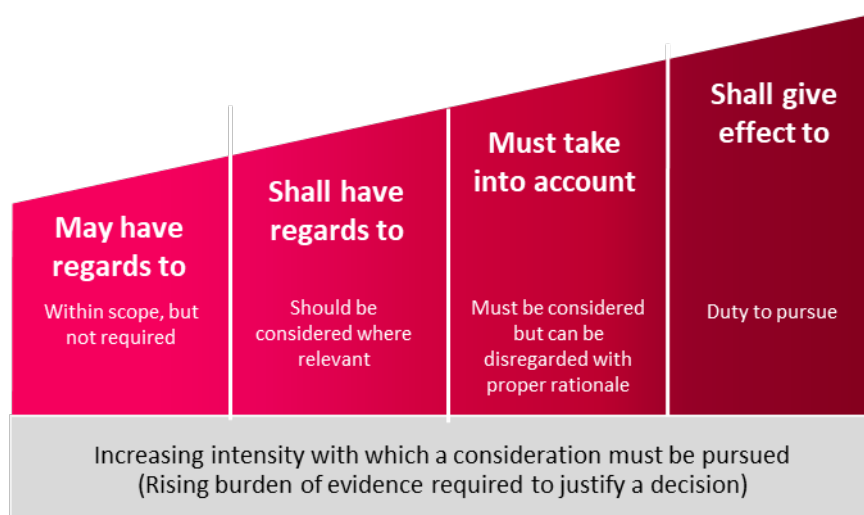 May have
regards to
Within scope, but
not required
Shall have
regards to
Should be
considered where
relevant
Must take
into account
Must be considered
but can be
disregarded with
proper rationale
Shall give
effect to
Duty to pursue
Increasing intensity with which a consideration must be pursued
(Rising burden of evidence required to justify a decision)